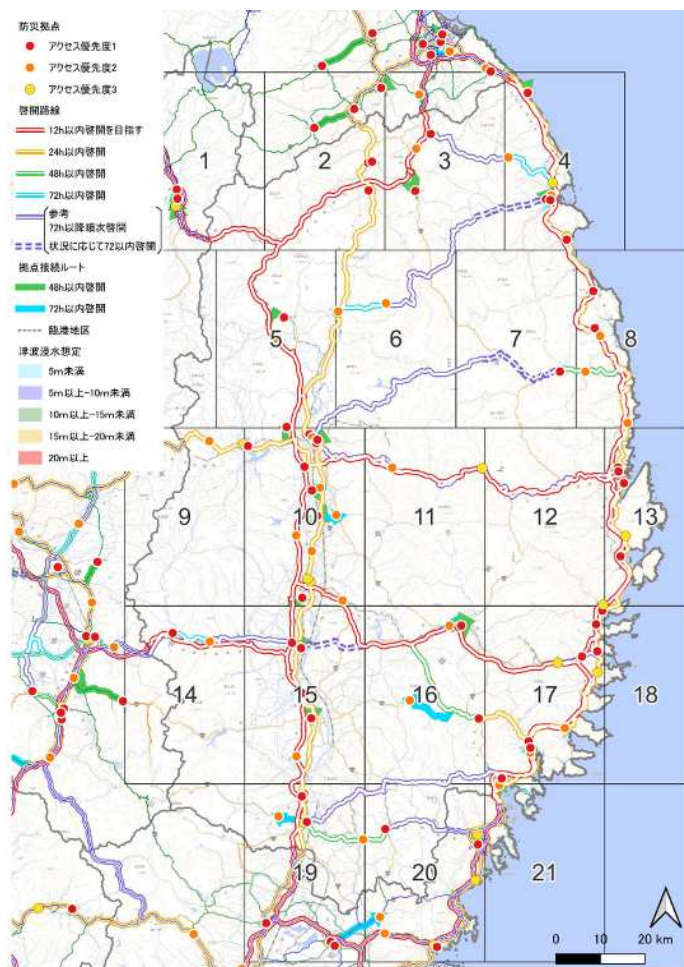 防災拠点
アクセス優先度1
アクセス優先度2
アクセス優先度3
啓開路線
12h以内啓開を目指す
24h以内啓開
48h以内啓開
72h以内啓開
参考
72h以降順次啓開
状況に応じて72以内啓開
拠点接続ルート
48h以内啓開
72h以内啓開
臨港地区
津波浸水想定
5m未満
5m以上-10m未満
10m以上-15m未満
15m以上-20m未満
20m以上
1
2
3
4
5
6
7
8
9
10
11
12
13
14
15
16
17
18
19
20
21
0 10 20 km